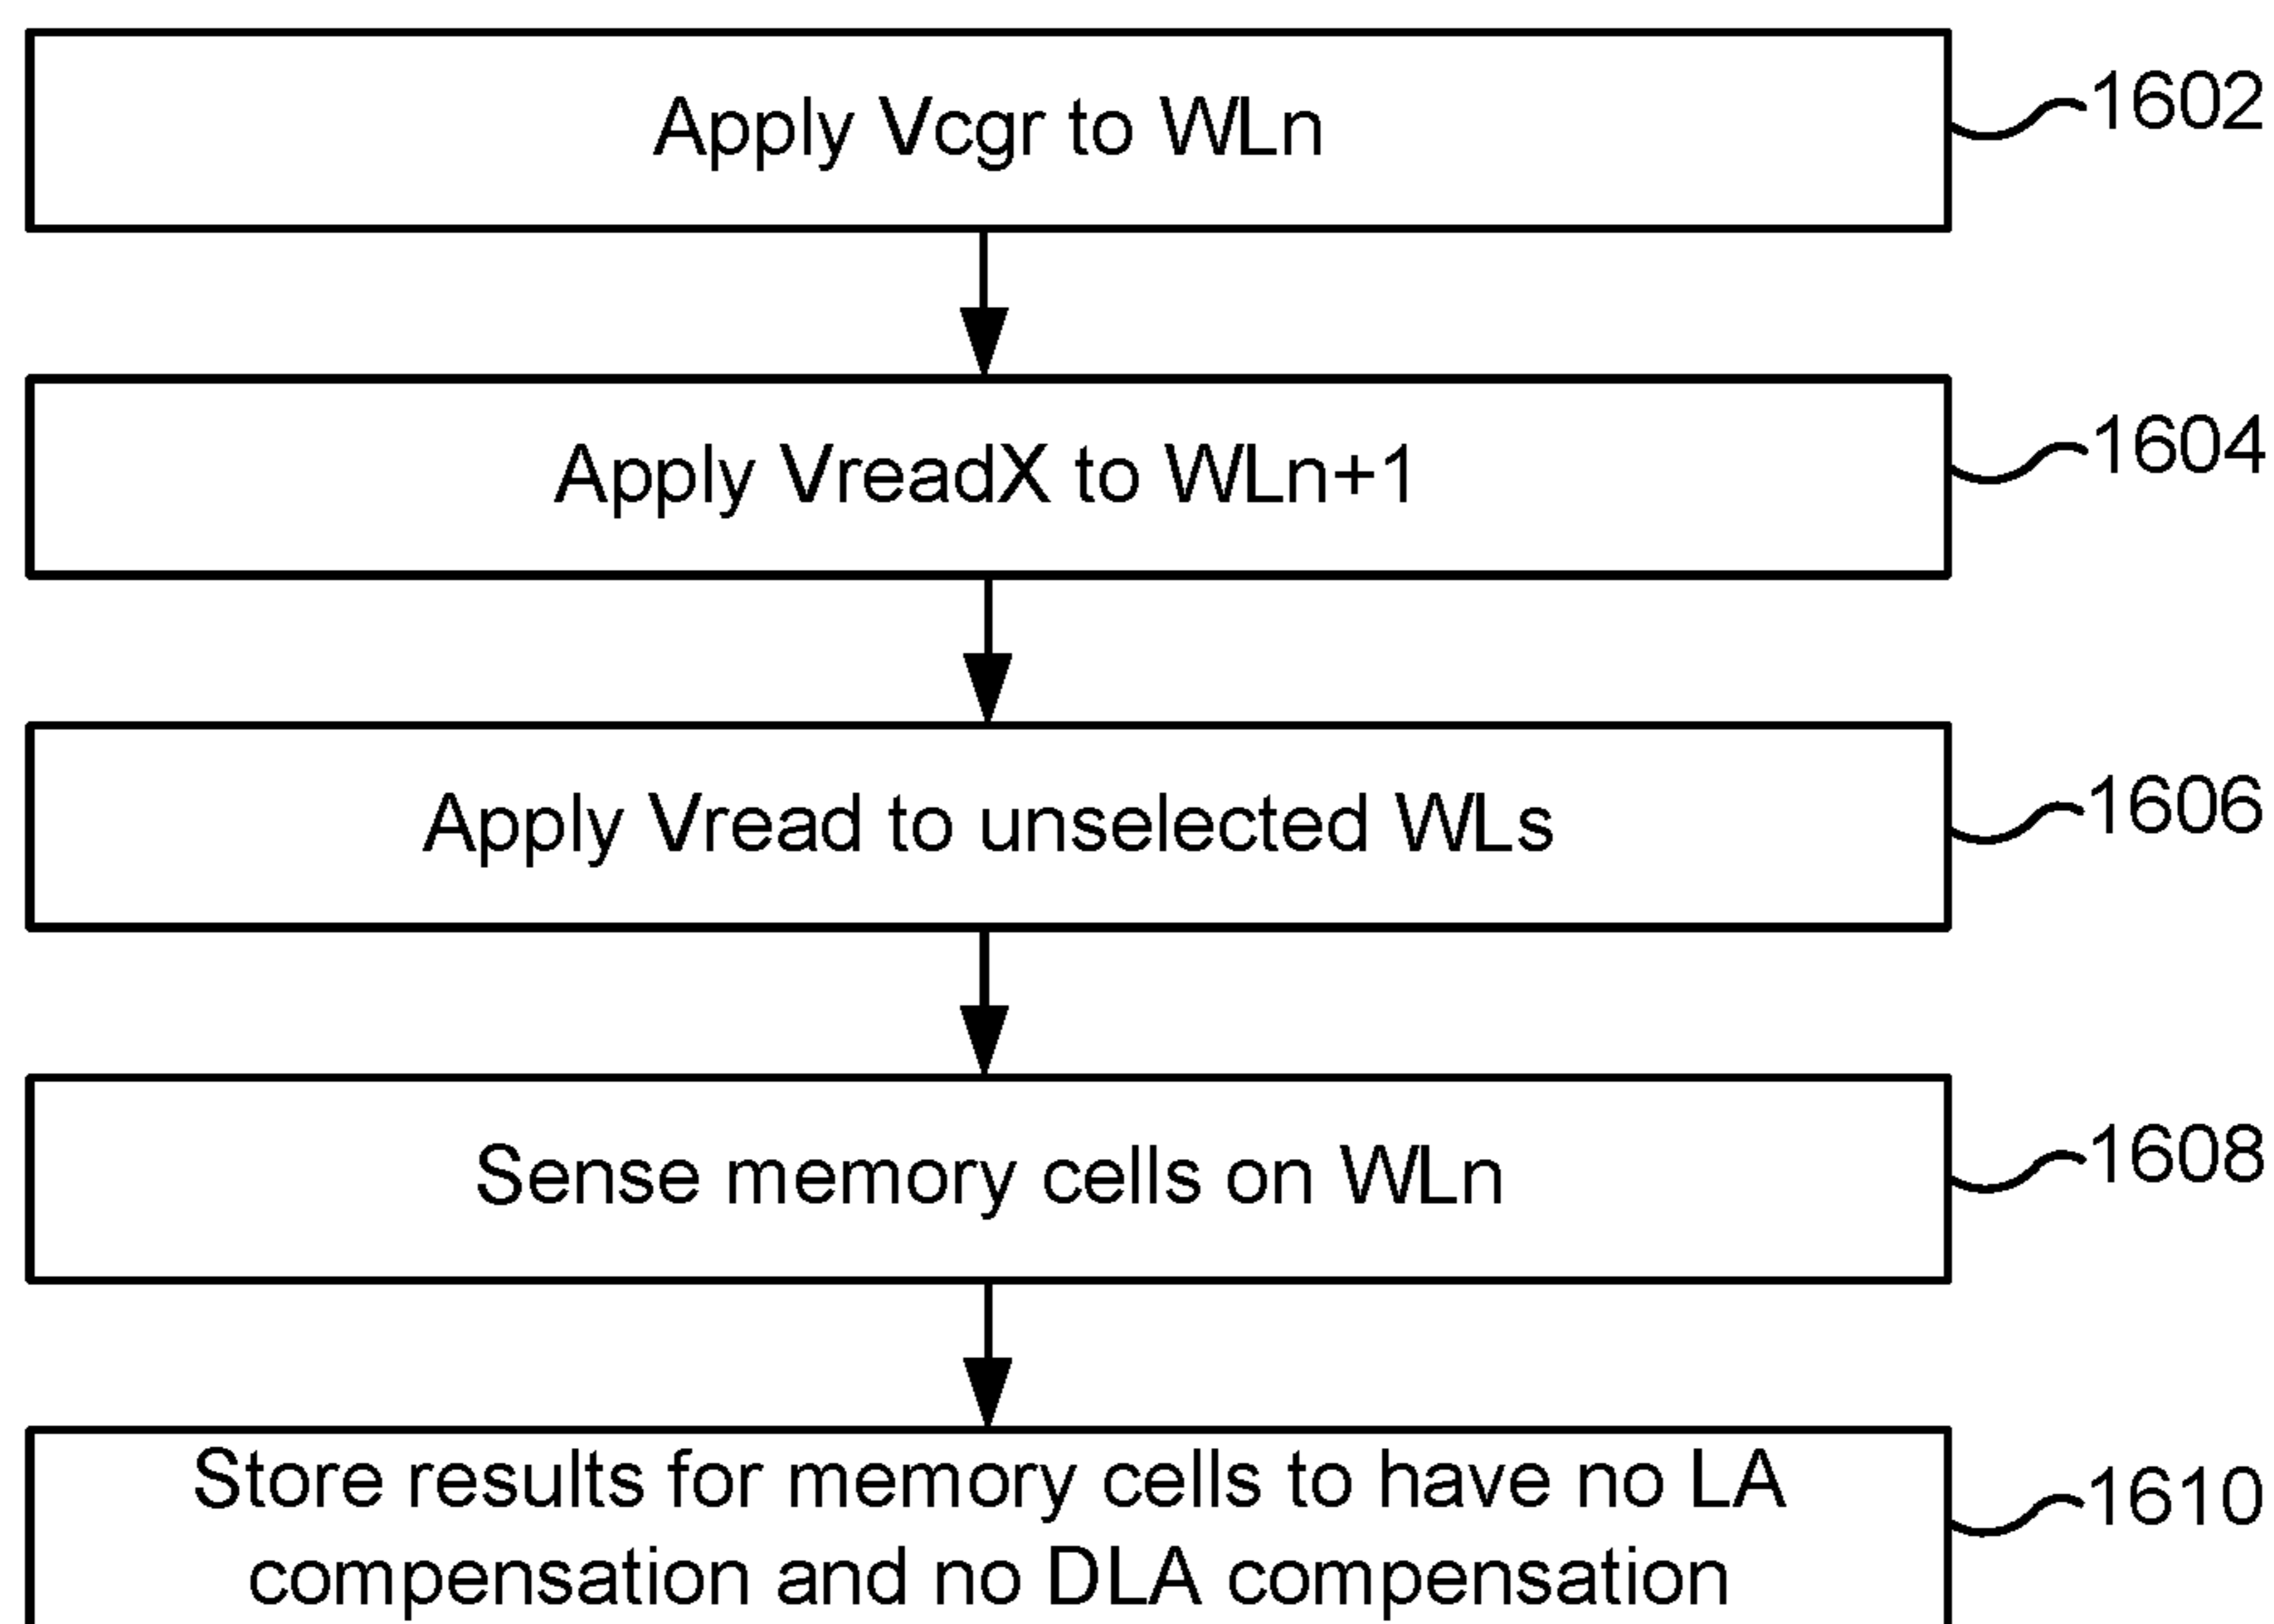 Apply Vcgr to WLn
1602
Apply VreadX to WLn+1
1604
Apply Vread to unselected WLs
1606
Sense memory cells on WLn
1608
Store results for memory cells to have no LA
compensation and no DLA compensation
1610